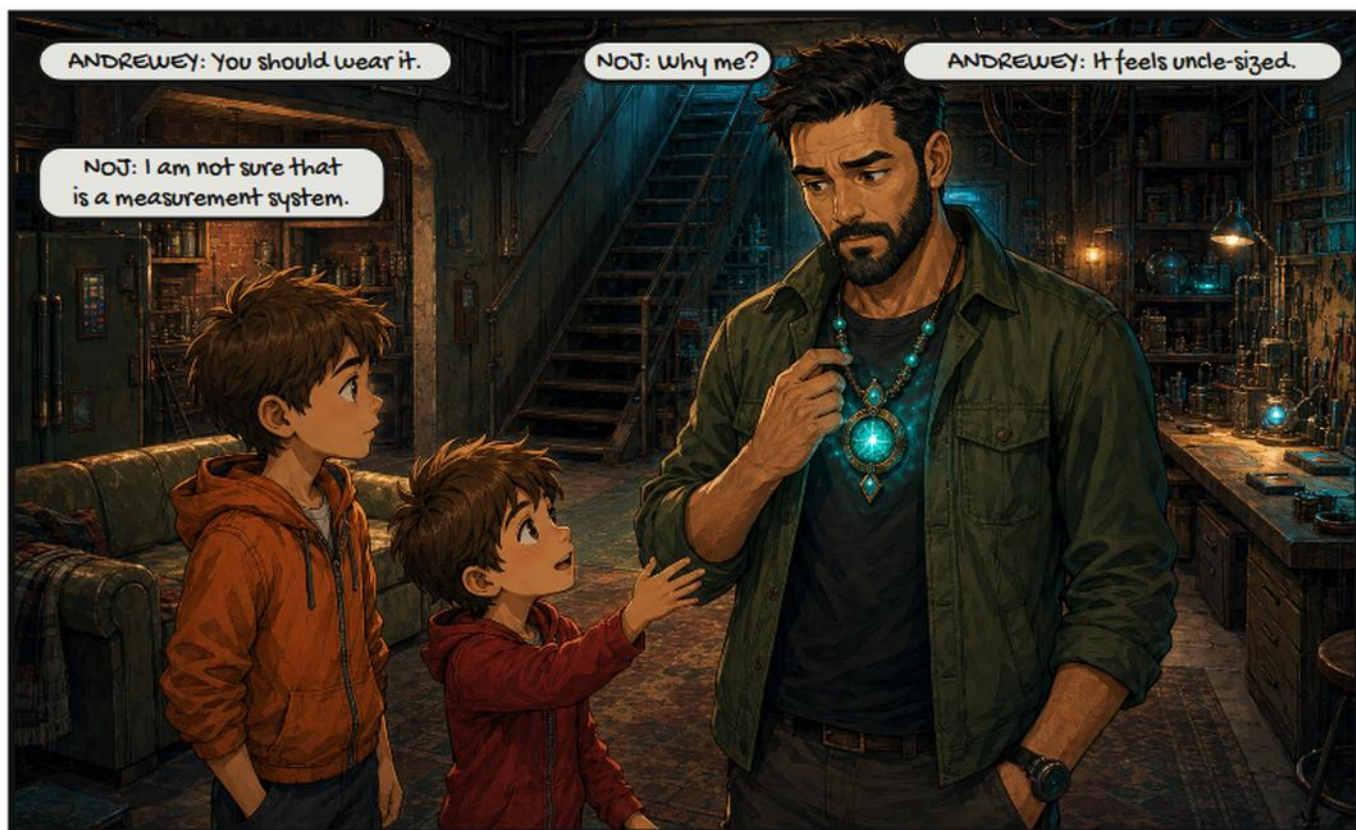 ANDREWEY: You should wear it.
NOJ: Why me?
ANDREWEY: It feels uncle-sized.
NOJ: I am not sure that
is a measurement system.